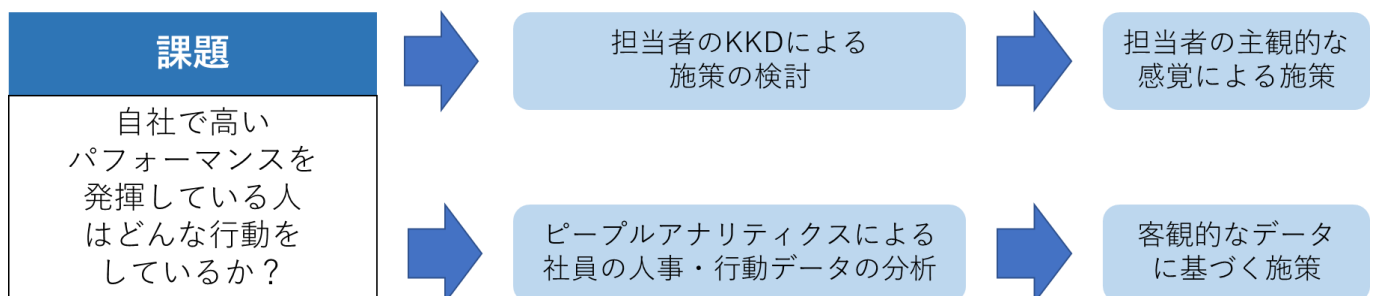 課題
自社で高い
パフォーマンスを
発揮している人
はどんな行動を
しているか？
担当者のKKDによる
施策の検討
担当者の主観的な
感覚による施策
ピープルアナリティクスによる
社員の人事・行動データの分析
客観的なデータ
に基づく施策